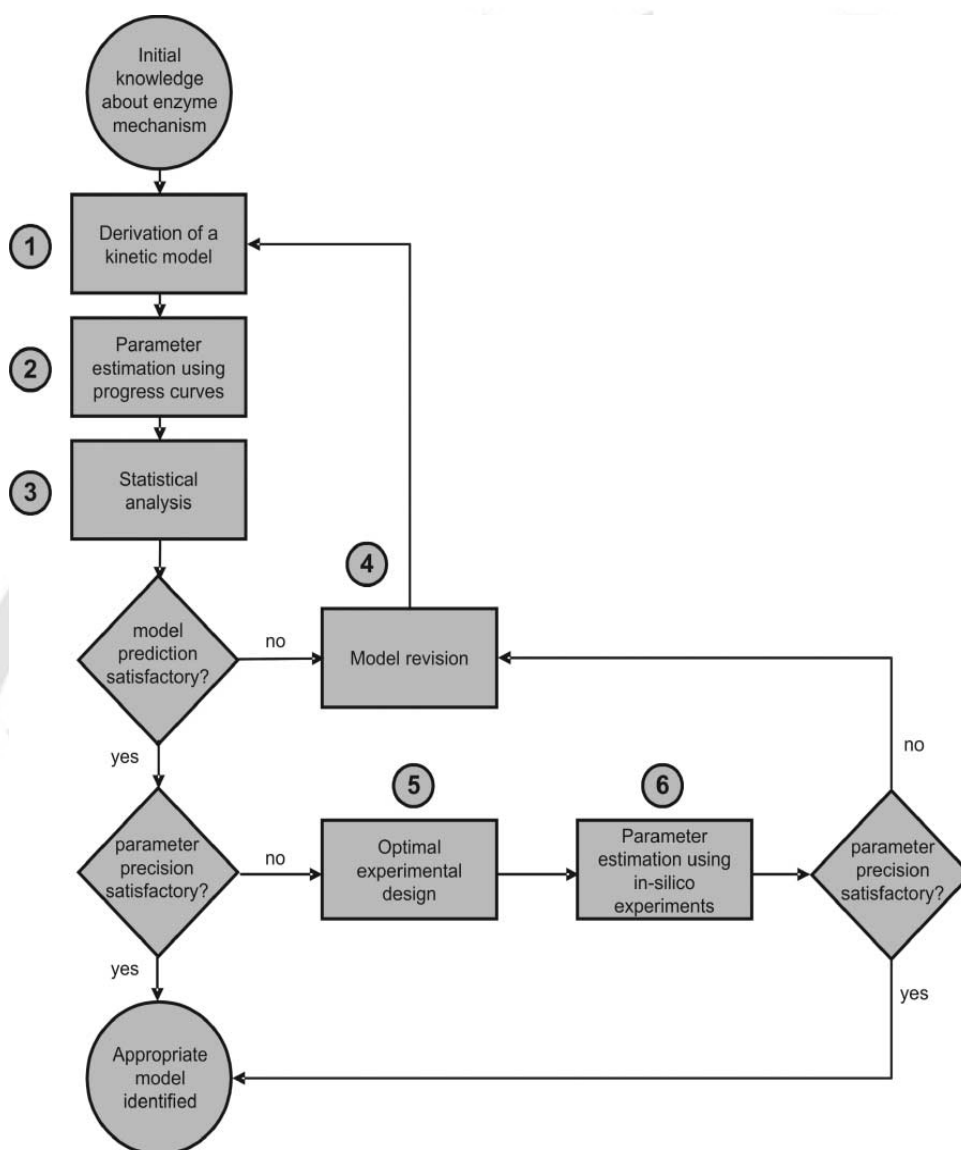 Initial
knowledge
about enzyme
mechanism
1
Derivation of a
kinetic model
2
Parameter
estimation using
progress curves
3
Statistical
analysis
4
model
prediction
satisfactory?
no
Model revision
yes
no
5
6
parameter
precision
satisfactory?
no
Optimal
experimental
design
Parameter
estimation using
in-silico
experiments
parameter
precision
satisfactory?
yes
yes
Appropriate
model
identified